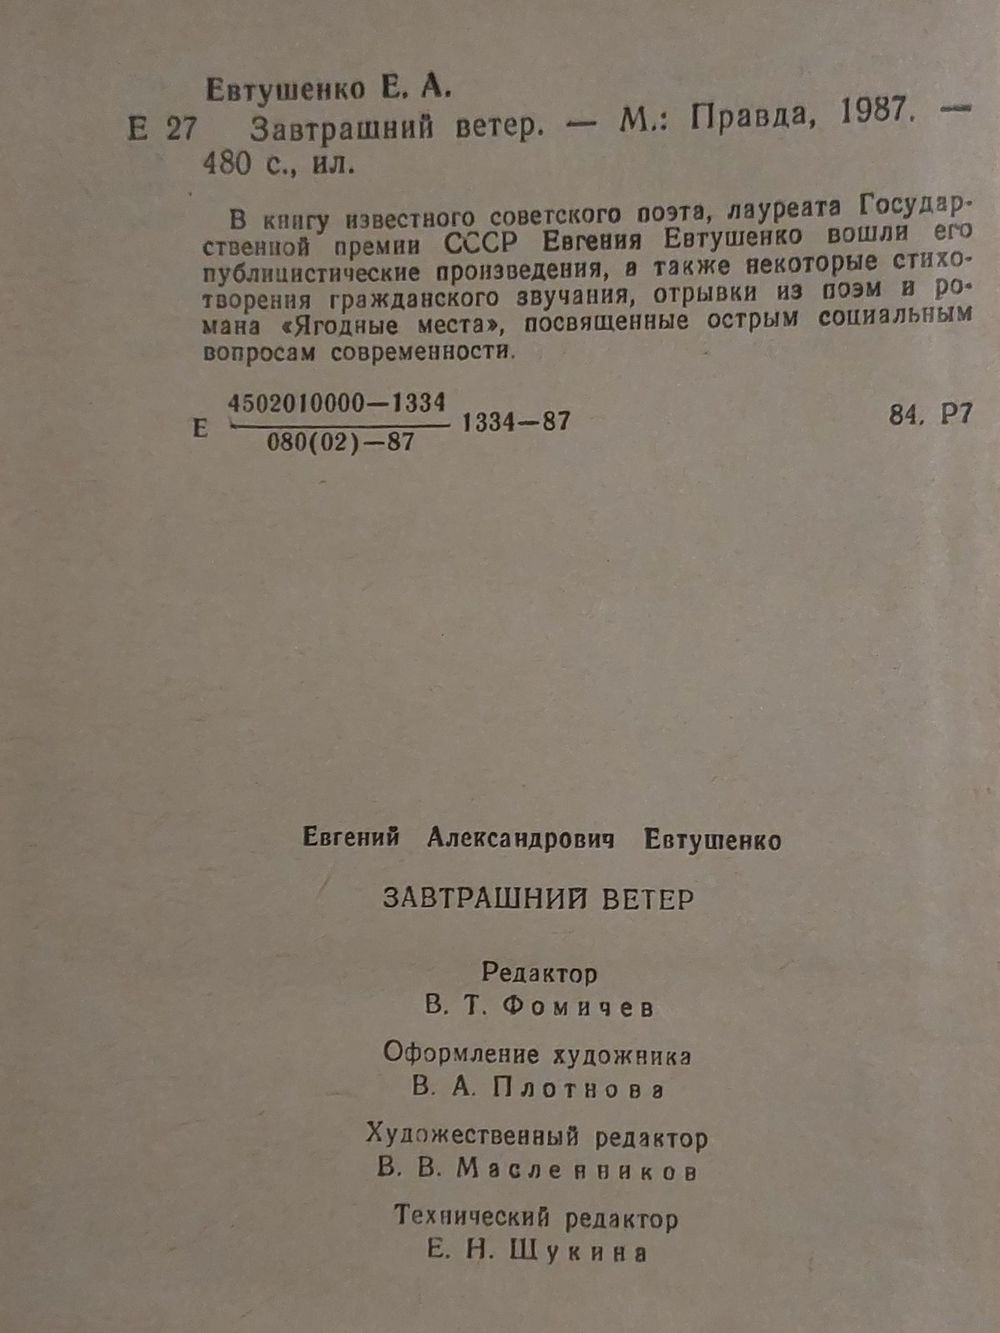 Евтушенко Е. А.
Е 27 Завтрашний ветер. — М.: Правда, 1987. —
480 с., ил.
В книгу известного советского поэта, лауреата Государ-
ственной премии СССР Евгения Евтушенко вошли его
публицистические произведения, а также некоторые стихо-
творения гражданского звучания, отрывки из поэм и ро-
мана «Ягодные места», посвященные острым социальным
вопросам современности.
4502010000—1334
Е 1334—87 84. Р7
080(02)—87
Евгений Александрович Евтушенко
ЗАВТРАШНИЙ ВЕТЕР
Редактор
В. Т. Фомичев
Оформление художника
В. А. Плотнова
Художественный редактор
В. В. Масленников
Технический редактор
Е. Н. Щукина